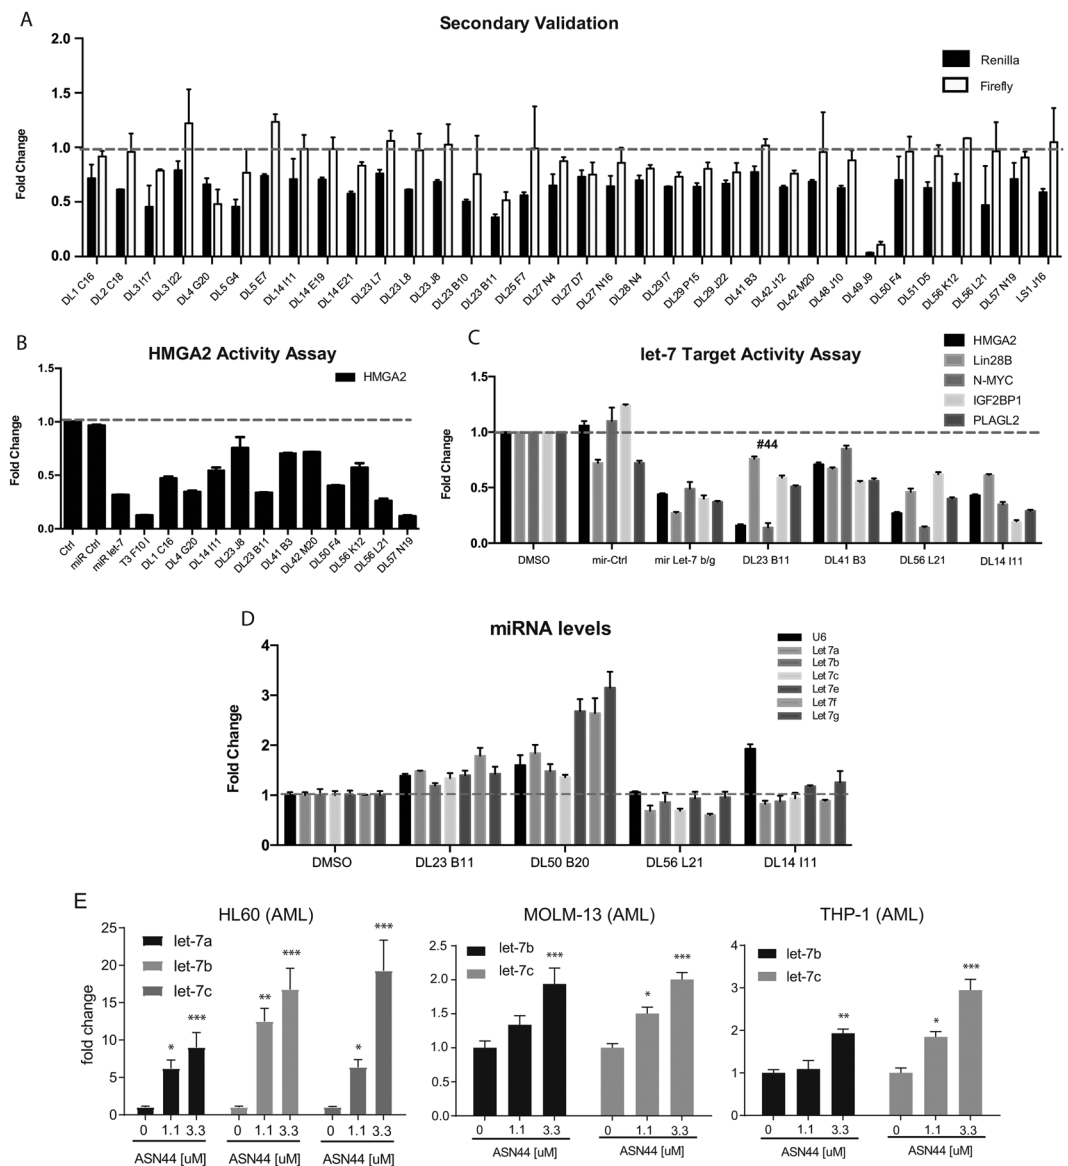 A
Secondary Validation
Renilla
Firefly
Fold Change
2.0
1.5
1.0
0.5
0.0
DL1 C16
DL2 C18
DL3 I17
DL3 I22
DL4 G20
DL5 G4
DL5 E7
DL14 I11
DL14 E19
DL14 E21
DL23 L7
DL23 L8
DL23 J8
DL23 B10
DL23 B11
DL25 F7
DL27 N4
DL27 D7
DL27 N16
DL28 N4
DL29 I7
DL29 P15
DL29 J22
DL41 B3
DL42 J12
DL42 M20
DL48 J10
DL49 J9
DL50 F4
DL51 D5
DL56 K12
DL56 L21
DL57 N19
LS1 J16
B
HMGA2 Activity Assay
HMGA2
Fold Change
1.5
1.0
0.5
0.0
Ctrl
miR Ctrl
miR let-7
T3 F10 I
DL1 C16
DL4 G20
DL14 I11
DL23 J8
DL23 B11
DL41 B3
DL42 M20
DL50 F4
DL56 K12
DL56 L21
DL57 N19
C
let-7 Target Activity Assay
HMGA2
Lin28B
N-MYC
IGF2BP1
PLAGL2
Fold Change
1.5
1.0
0.5
0.0
#44
DMSO
mir-Ctrl
mir Let-7 b/g
DL23 B11
DL41 B3
DL56 L21
DL14 I11
D
miRNA levels
U6
Let 7a
Let 7b
Let 7c
Let 7e
Let 7f
Let 7g
Fold Change
4
3
2
1
0
DMSO
DL23 B11
DL50 B20
DL56 L21
DL14 I11
E
HL60 (AML)
let-7a
let-7b
let-7c
fold change
25
20
15
10
5
0
* *** ** *** * ***
0 1.1 3.3 0 1.1 3.3 0 1.1 3.3
ASN44 [uM] ASN44 [uM] ASN44 [uM]
MOLM-13 (AML)
let-7b
let-7c
2.5
2.0
1.5
1.0
0.5
0.0
*** * ***
0 1.1 3.3 0 1.1 3.3
ASN44 [uM] ASN44 [uM]
THP-1 (AML)
let-7b
let-7c
4
3
2
1
0
** * ***
0 1.1 3.3 0 1.1 3.3
ASN44 [uM] ASN44 [uM]